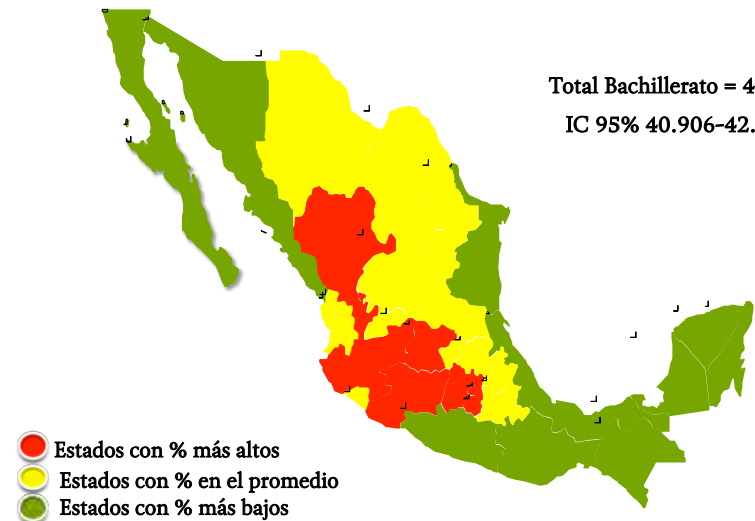 Total Bachillerato = 4
IC 95% 40.906-42.
Estados con % más altos
Estados con % en el promedio
Estados con % más bajos